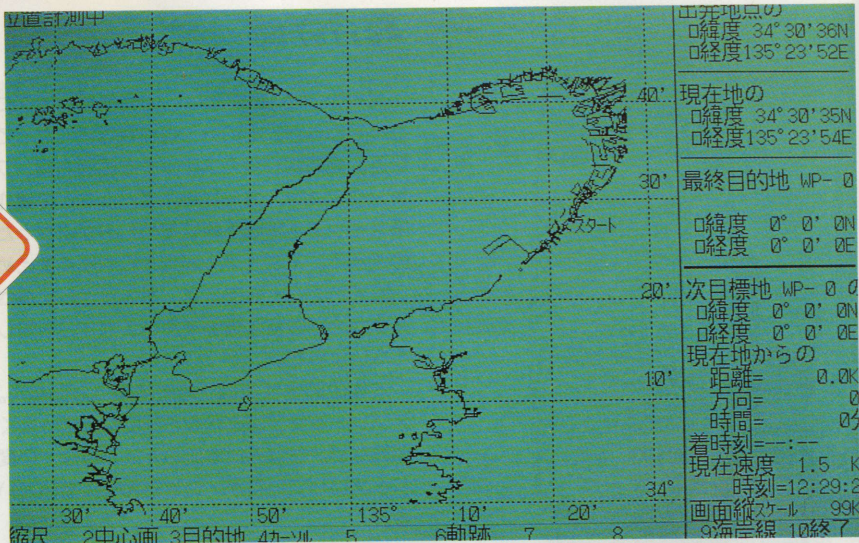 位置計測中
出発地点の
緯度 34°30'36N
経度135°23'52E
現在地の
緯度 34°30'35N
経度135°23'54E
最終目的地 WP- 0
緯度 0° 0' 0N
経度 0° 0' 0E
次目標地 WP- 0 の
緯度 0° 0' 0N
経度 0° 0' 0E
現在地からの
距離= 0.0K
方向= 0
時間= 0分
着時刻=--:--
現在速度 1.5 K
時刻=12:29:2
画面縦スケール 99K
40'
30'
スタート
20'
10'
34°
30' 40' 50' 135° 10' 20'
縮尺 2中心画 3目的地 4カーソル 5 6軌跡 7 8 9海岸線 10終了